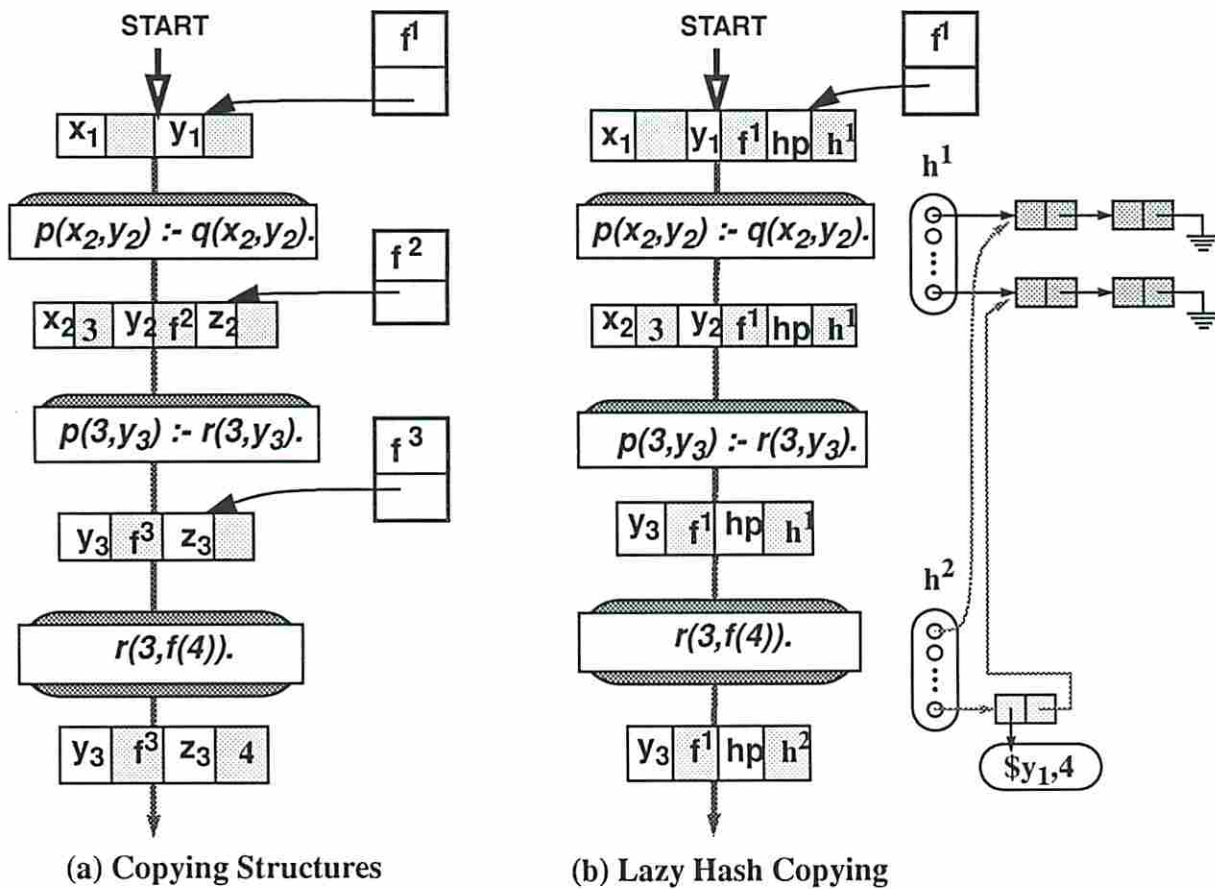 START
f¹
x₁ y₁
p(x₂,y₂) :- q(x₂,y₂).
f²
x₂ 3 y₂ f² z₂
p(3,y₃) :- r(3,y₃).
f³
y₃ f³ z₃
r(3,f(4)).
y₃ f³ z₃ 4
(a) Copying Structures
START
f¹
x₁ y₁ f¹ hp h¹
p(x₂,y₂) :- q(x₂,y₂).
x₂ 3 y₂ f¹ hp h¹
p(3,y₃) :- r(3,y₃).
y₃ f¹ hp h¹
r(3,f(4)).
y₃ f¹ hp h²
h¹
h²
$y₁,4
(b) Lazy Hash Copying